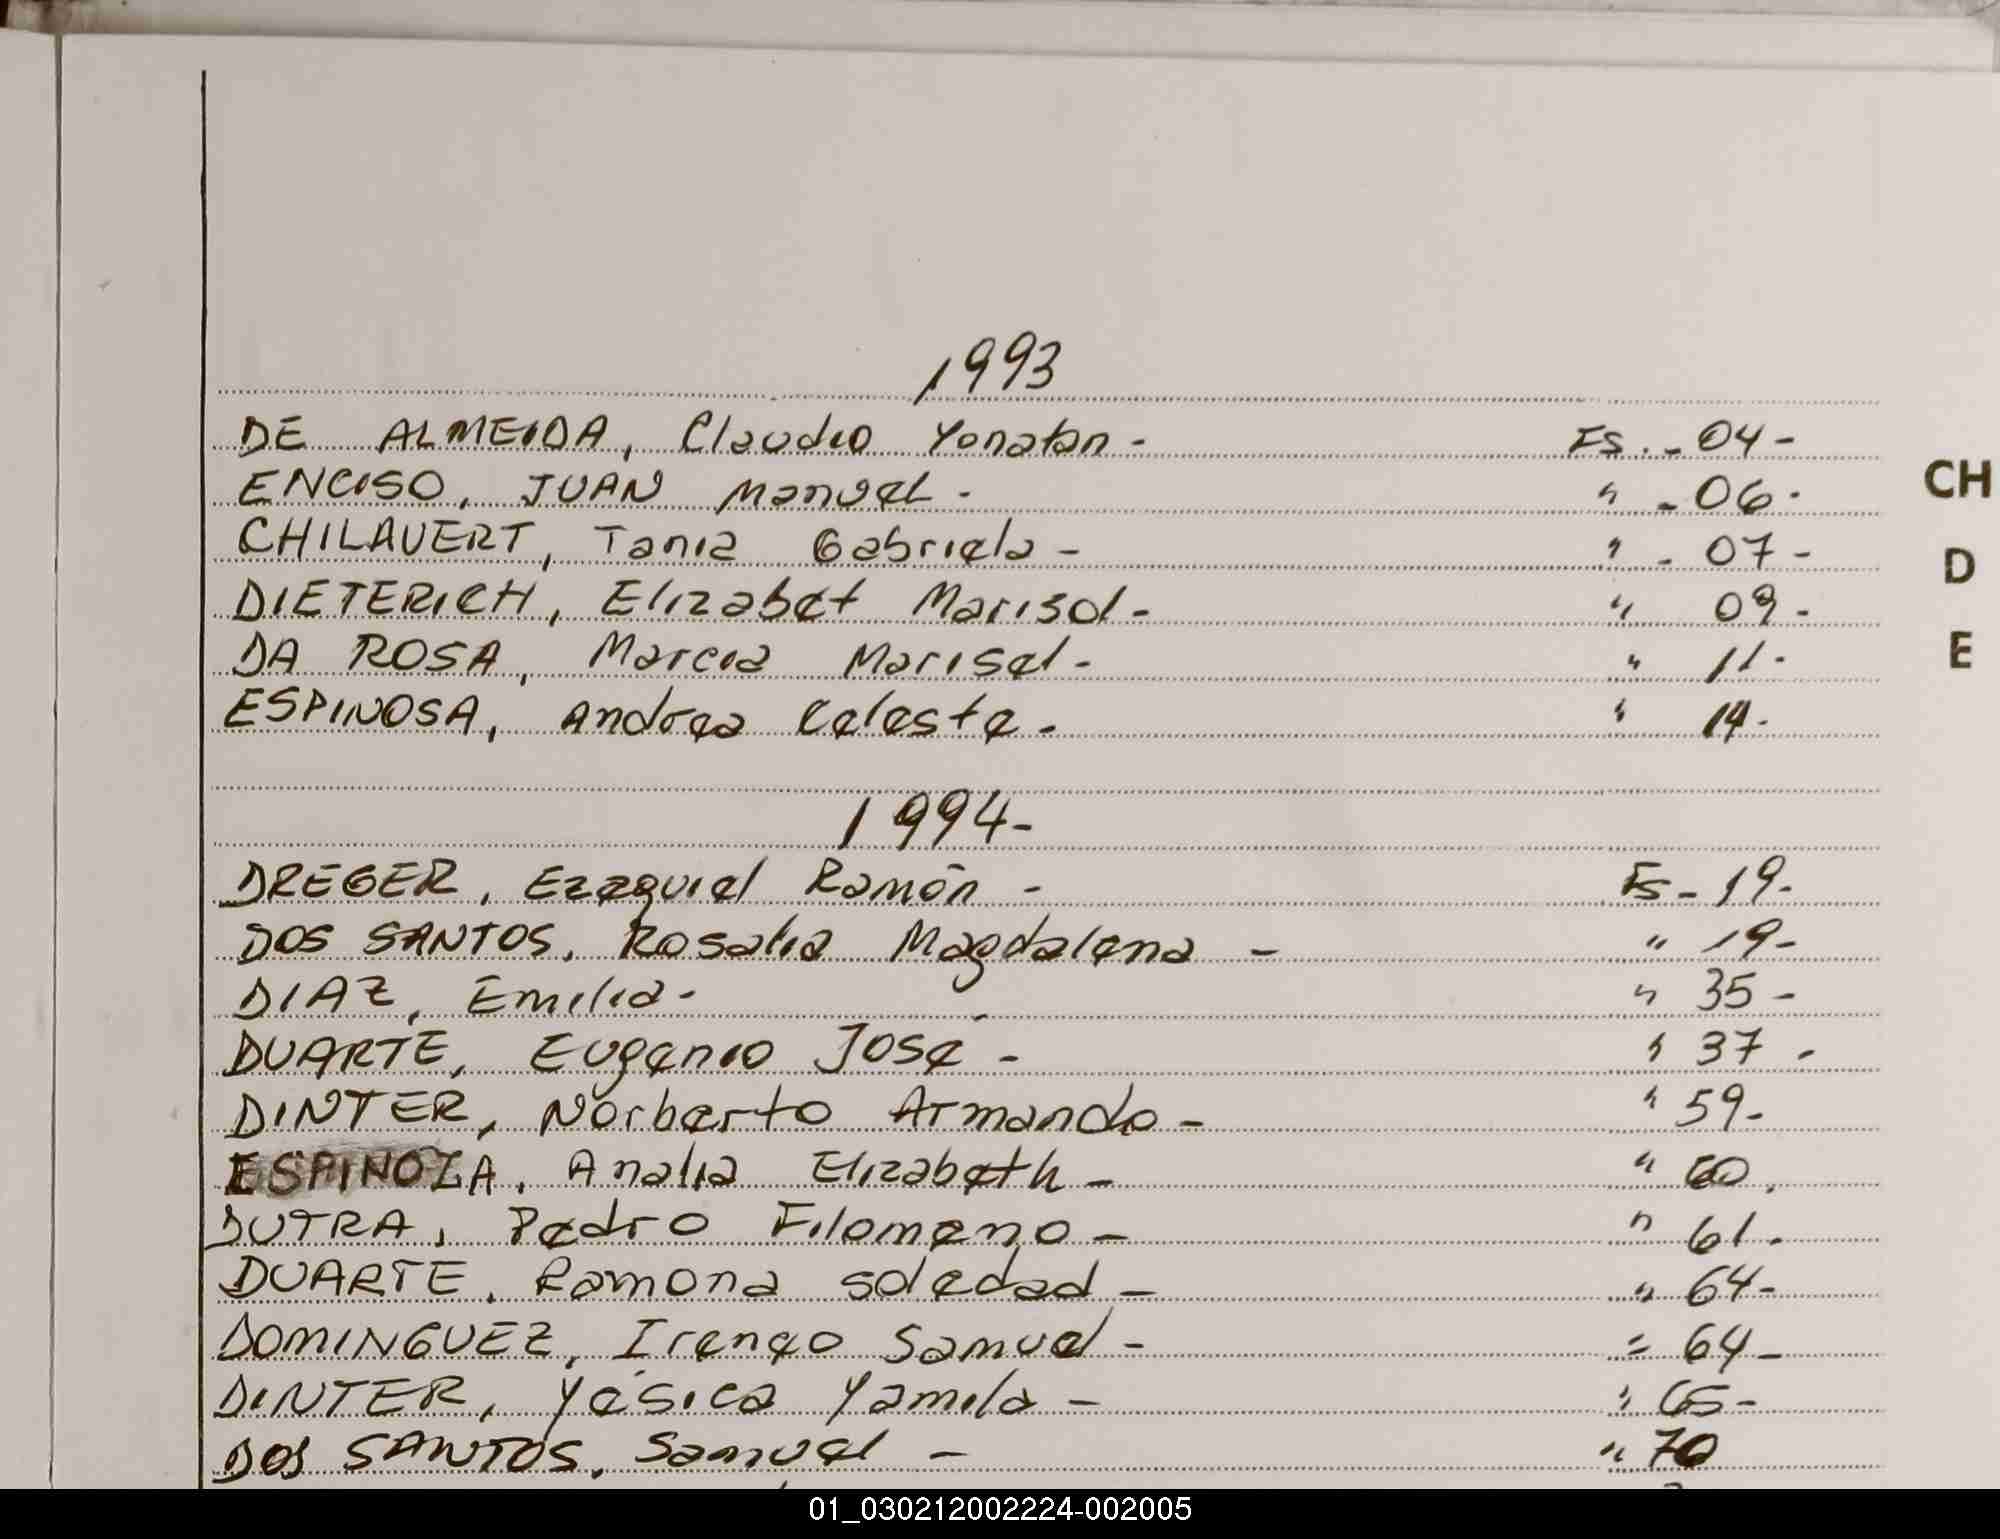 1993
DE ALMEIDA, Claudio Yonatan - FS. - 04 -
ENCISO, JUAN Manuel - " - 06 -
CHILAVERT, Tania Gabriela - " - 07 -
DIETERICH, Elizabet Marisol - " 09 -
DA ROSA, Marcia Marisel - " 11 -
ESPINOSA, Andrea Celeste - " 14 -
1994 -
DREGER, Ezequiel Ramón - FS - 19 -
DOS SANTOS, Rosalia Magdalena - " 19 -
DIAZ, Emilia - " 35 -
DUARTE, Eugenio José - " 37 -
DINTER, Norberto Armando - " 59 -
ESPINOZA, Analia Elizabeth - " 60.
DUTRA, Pedro Filomeno - " 61.
DUARTE, Ramona Soledad - " 64 -
DOMINGUEZ, Ireneo Samuel - " 64 -
DINTER, Yésica Yamila - " 65 -
DOS SANTOS, Samuel - " 70
CH
D
E
01_030212002224-002005